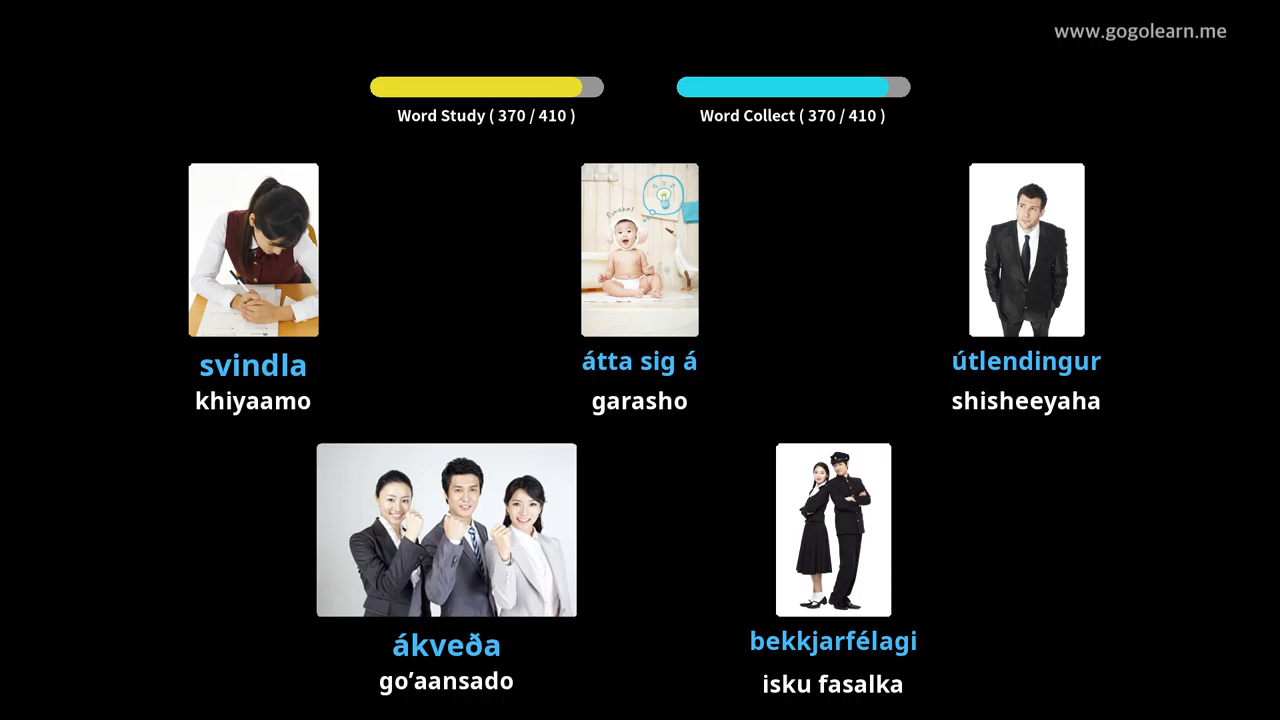 www.gogolearn.me
Word Study ( 370 / 410 )
Word Collect ( 370 / 410 )
Eureka!
svindla
átta sig á
útlendingur
khiyaamo
garasho
shisheeyaha
ákveða
bekkjarfélagi
go’aansado
isku fasalka